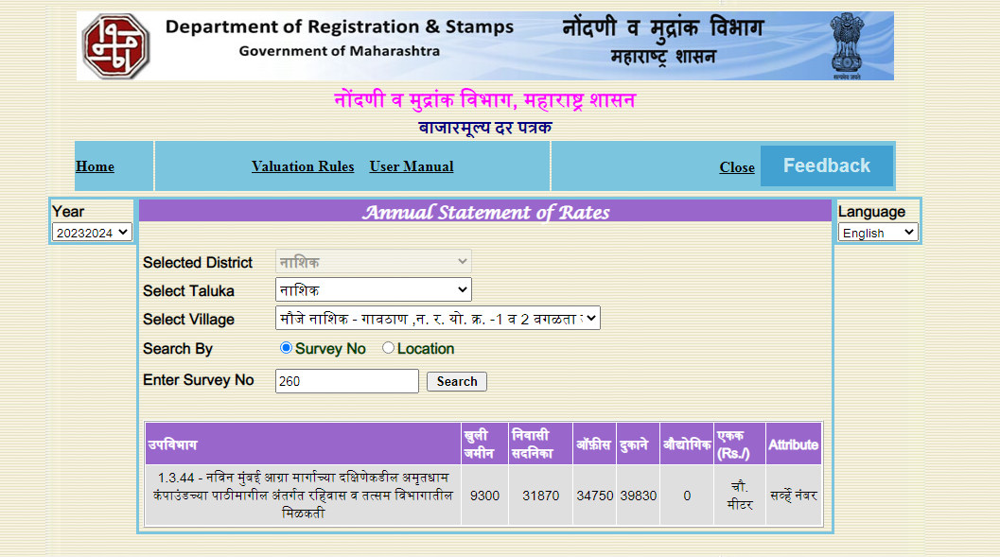 Department of Registration & Stamps
Government of Maharashtra
नोंदणी व मुद्रांक विभाग
महाराष्ट्र शासन
नोंदणी व मुद्रांक विभाग, महाराष्ट्र शासन
बाजारमूल्य दर पत्रक
Home Valuation Rules User Manual Close Feedback
Year
20232024
Annual Statement of Rates
Language
English
Selected District नाशिक
Select Taluka नाशिक
Select Village मौजे नाशिक - गावठाण ,न. र. यो. क्र. -1 व 2 वगळता
Search By Survey No Location
Enter Survey No 260 Search
उपविभाग खुली जमीन निवासी सदनिका ऑफ़ीस दुकाने औद्योगिक एकक (Rs./) Attribute
1.3.44 - नविन मुंबई आग्रा मार्गाच्या दक्षिणेकडील अमृतधाम
कंपाउंडच्या पाठीमागील अंतर्गत रहिवास व तत्सम विभागातील
मिळकती
9300 31870 34750 39830 0 चौ. मीटर सर्व्हे नंबर